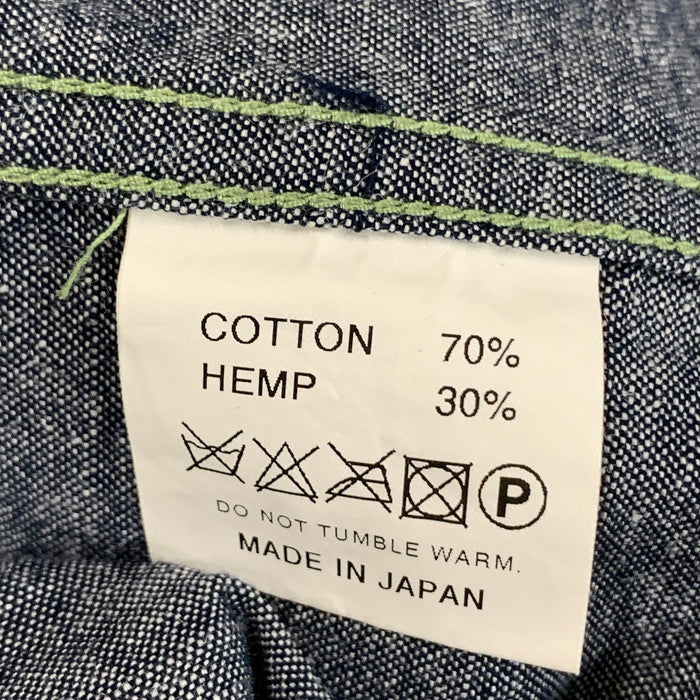 COTTON 70%
HEMP 30%
P
DO NOT TUMBLE WARM.
MADE IN JAPAN